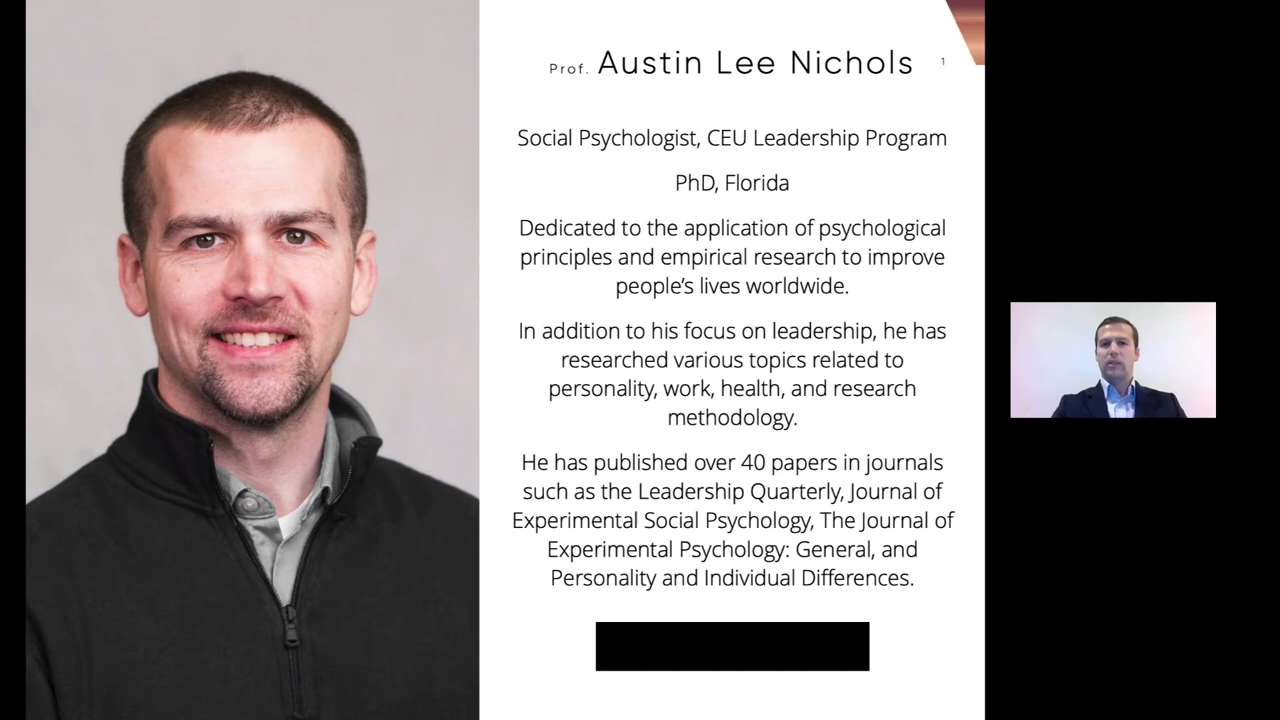 Prof. Austin Lee Nichols 1
Social Psychologist, CEU Leadership Program
PhD, Florida
Dedicated to the application of psychological
principles and empirical research to improve
people’s lives worldwide.
In addition to his focus on leadership, he has
researched various topics related to
personality, work, health, and research
methodology.
He has published over 40 papers in journals
such as the Leadership Quarterly, Journal of
Experimental Social Psychology, The Journal of
Experimental Psychology: General, and
Personality and Individual Differences.